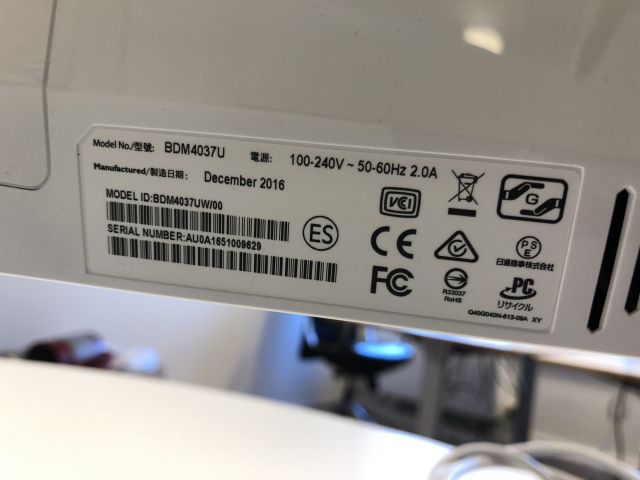 Model No./型號: BDM4037U 電源: 100-240V ~ 50-60Hz 2.0A
Manufactured/製造日期: December 2016
MODEL ID:BDM4037UW/00
SERIAL NUMBER:AU0A1651009629
ES
VCCI
G
CE
PSE
日通商事株式会社
FC
R33037
RoHS
PC
リサイクル
Q40G040N-813-09A XY